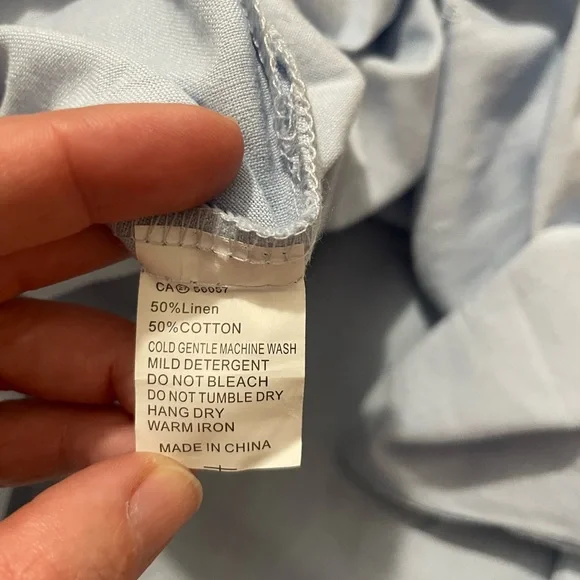 CA 56657
50%Linen
50%COTTON
COLD GENTLE MACHINE WASH
MILD DETERGENT
DO NOT BLEACH
DO NOT TUMBLE DRY
HANG DRY
WARM IRON
MADE IN CHINA